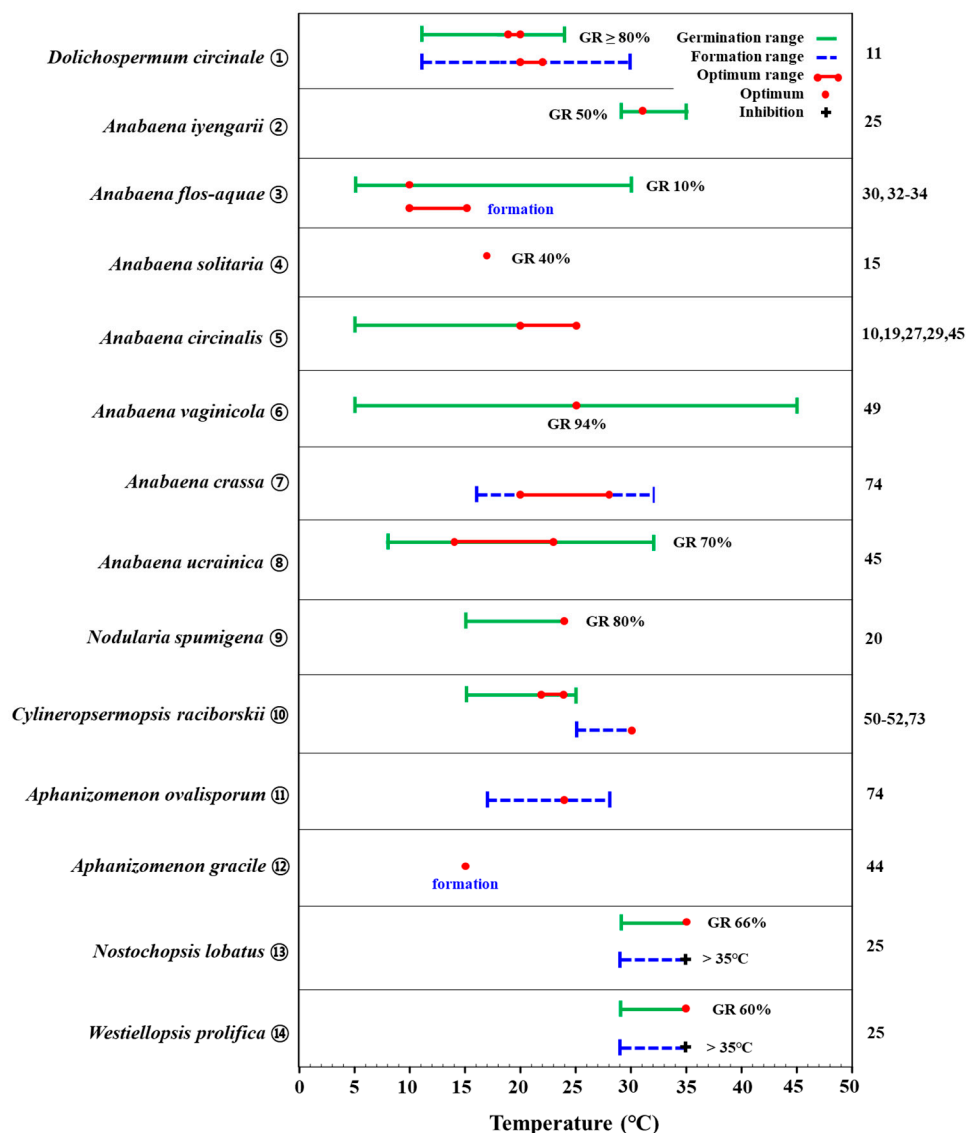 Dolichospermum circinale ①
GR ≥ 80%
Germination range
Formation range
Optimum range
Optimum
Inhibition
11
Anabaena iyengarii ②
GR 50%
25
Anabaena flos-aquae ③
GR 10%
formation
30, 32-34
Anabaena solitaria ④
GR 40%
15
Anabaena circinalis ⑤
10,19,27,29,45
Anabaena vaginicola ⑥
GR 94%
49
Anabaena crassa ⑦
74
Anabaena ucrainica ⑧
GR 70%
45
Nodularia spumigena ⑨
GR 80%
20
Cylineropsermopsis raciborskii ⑩
50-52,73
Aphanizomenon ovalisporum ⑪
74
Aphanizomenon gracile ⑫
formation
44
Nostochopsis lobatus ⑬
GR 66%
> 35℃
25
Westiellopsis prolifica ⑭
GR 60%
> 35℃
25
0 5 10 15 20 25 30 35 40 45 50
Temperature (℃)